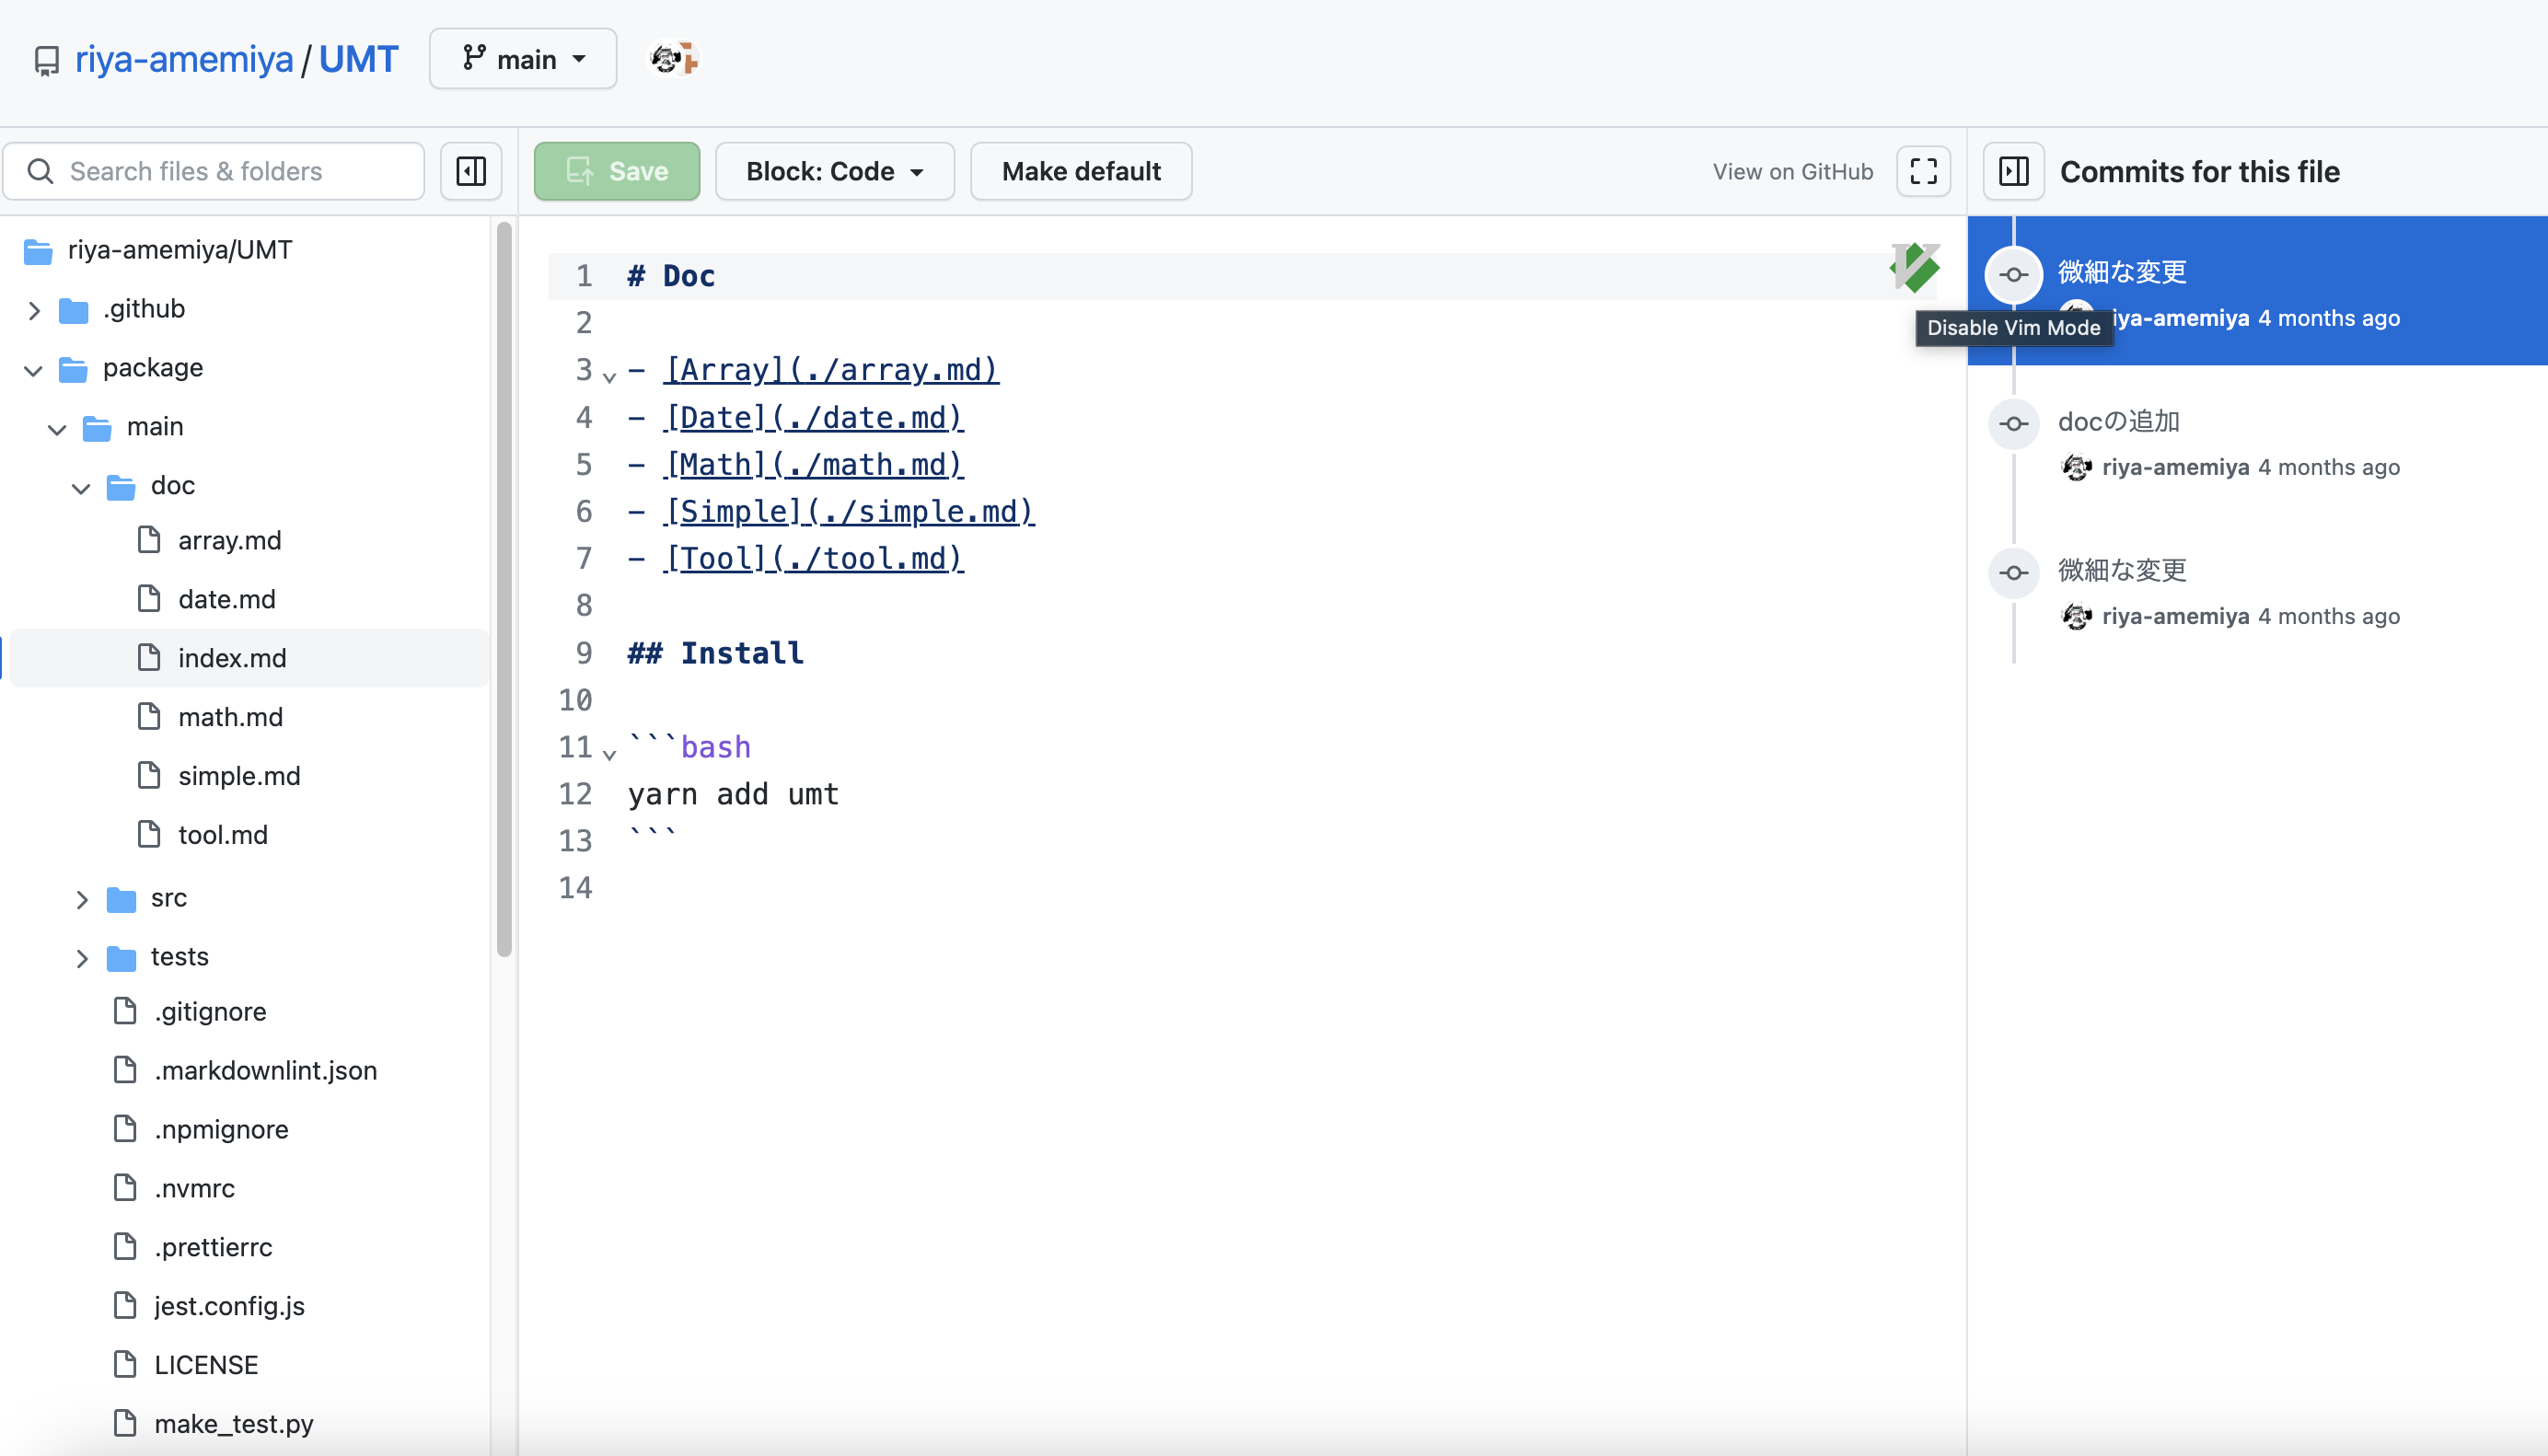 riya-amemiya / UMT
main
Search files & folders
Save
Block: Code
Make default
View on GitHub
Commits for this file
riya-amemiya/UMT
.github
package
main
doc
array.md
date.md
index.md
math.md
simple.md
tool.md
src
tests
.gitignore
.markdownlint.json
.npmignore
.nvmrc
.prettierrc
jest.config.js
LICENSE
make_test.py
1 # Doc
2
3 - [Array](./array.md)
4 - [Date](./date.md)
5 - [Math](./math.md)
6 - [Simple](./simple.md)
7 - [Tool](./tool.md)
8
9 ## Install
10
11 ```bash
12 yarn add umt
13 ```
14
Disable Vim Mode
微細な変更
iya-amemiya 4 months ago
docの追加
riya-amemiya 4 months ago
微細な変更
riya-amemiya 4 months ago